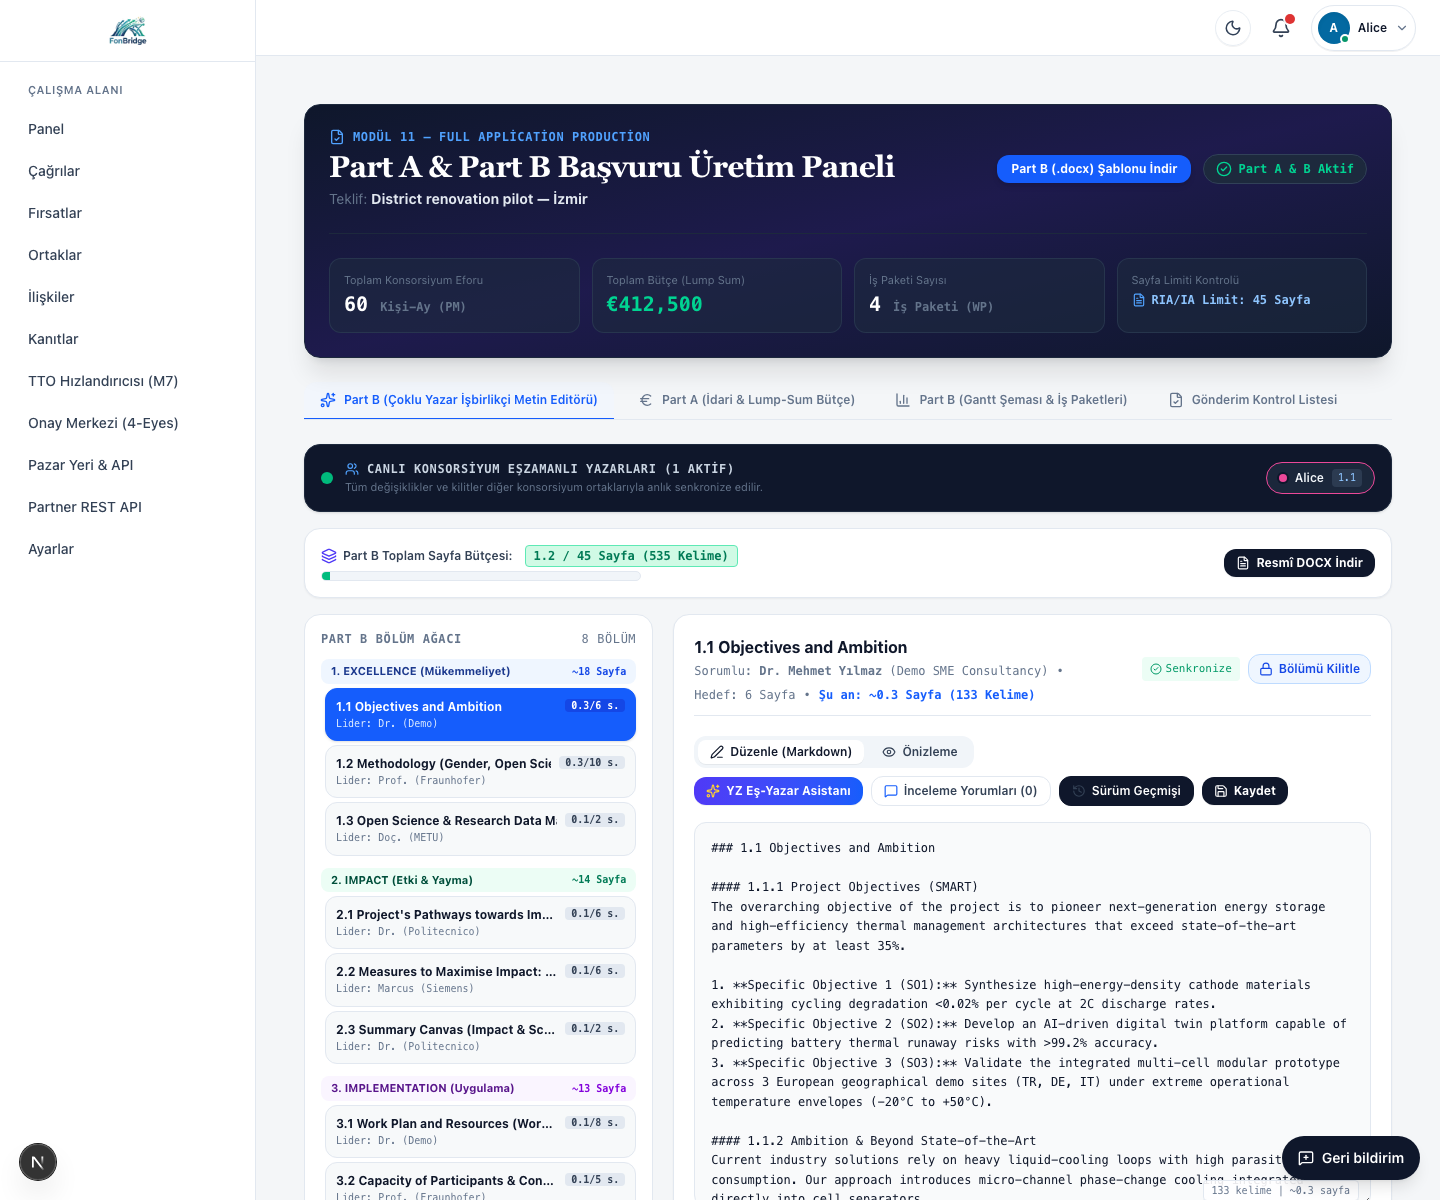 FonBridge
A
Alice
ÇALIŞMA ALANI
Panel
Çağrılar
Fırsatlar
Ortaklar
İlişkiler
Kanıtlar
TTO Hızlandırıcısı (M7)
Onay Merkezi (4-Eyes)
Pazar Yeri & API
Partner REST API
Ayarlar
N
MODÜL 11 — FULL APPLİCATİON PRODUCTİON
Part A & Part B Başvuru Üretim Paneli
Teklif: District renovation pilot — İzmir
Part B (.docx) Şablonu İndir
Part A & B Aktif
Toplam Konsorsiyum Eforu
60 Kişi-Ay (PM)
Toplam Bütçe (Lump Sum)
€412,500
İş Paketi Sayısı
4 İş Paketi (WP)
Sayfa Limiti Kontrolü
RIA/IA Limit: 45 Sayfa
Part B (Çoklu Yazar İşbirlikçi Metin Editörü)
Part A (İdari & Lump-Sum Bütçe)
Part B (Gantt Şeması & İş Paketleri)
Gönderim Kontrol Listesi
CANLI KONSORSİYUM EŞZAMANLI YAZARLARI (1 AKTİF)
Tüm değişiklikler ve kilitler diğer konsorsiyum ortaklarıyla anlık senkronize edilir.
Alice 1.1
Part B Toplam Sayfa Bütçesi: 1.2 / 45 Sayfa (535 Kelime)
Resmî DOCX İndir
PART B BÖLÜM AĞACI 8 BÖLÜM
1. EXCELLENCE (Mükemmeliyet) ~18 Sayfa
1.1 Objectives and Ambition 0.3/6 s.
Lider: Dr. (Demo)
1.2 Methodology (Gender, Open Scie 0.3/10 s.
Lider: Prof. (Fraunhofer)
1.3 Open Science & Research Data M 0.1/2 s.
Lider: Doç. (METU)
2. IMPACT (Etki & Yayma) ~14 Sayfa
2.1 Project's Pathways towards Im... 0.1/6 s.
Lider: Dr. (Politecnico)
2.2 Measures to Maximise Impact: ... 0.1/6 s.
Lider: Marcus (Siemens)
2.3 Summary Canvas (Impact & Sc... 0.1/2 s.
Lider: Dr. (Politecnico)
3. IMPLEMENTATION (Uygulama) ~13 Sayfa
3.1 Work Plan and Resources (Wor... 0.1/8 s.
Lider: Dr. (Demo)
3.2 Capacity of Participants & Con... 0.1/5 s.
Lider: Prof. (Fraunhofer)
1.1 Objectives and Ambition
Sorumlu: Dr. Mehmet Yılmaz (Demo SME Consultancy) •
Hedef: 6 Sayfa • Şu an: ~0.3 Sayfa (133 Kelime)
Senkronize
Bölümü Kilitle
Düzenle (Markdown)
Önizleme
YZ Eş-Yazar Asistanı
İnceleme Yorumları (0)
Sürüm Geçmişi
Kaydet
### 1.1 Objectives and Ambition
#### 1.1.1 Project Objectives (SMART)
The overarching objective of the project is to pioneer next-generation energy storage
and high-efficiency thermal management architectures that exceed state-of-the-art
parameters by at least 35%.
1. **Specific Objective 1 (SO1):** Synthesize high-energy-density cathode materials
exhibiting cycling degradation <0.02% per cycle at 2C discharge rates.
2. **Specific Objective 2 (SO2):** Develop an AI-driven digital twin platform capable of
predicting battery thermal runaway risks with >99.2% accuracy.
3. **Specific Objective 3 (SO3):** Validate the integrated multi-cell modular prototype
across 3 European geographical demo sites (TR, DE, IT) under extreme operational
temperature envelopes (-20°C to +50°C).
#### 1.1.2 Ambition & Beyond State-of-the-Art
Current industry solutions rely on heavy liquid-cooling loops with high parasit
consumption. Our approach introduces micro-channel phase-change cooling integrate
directly into cell separators
Geri bildirim
133 kelime | ~0.3 sayfa